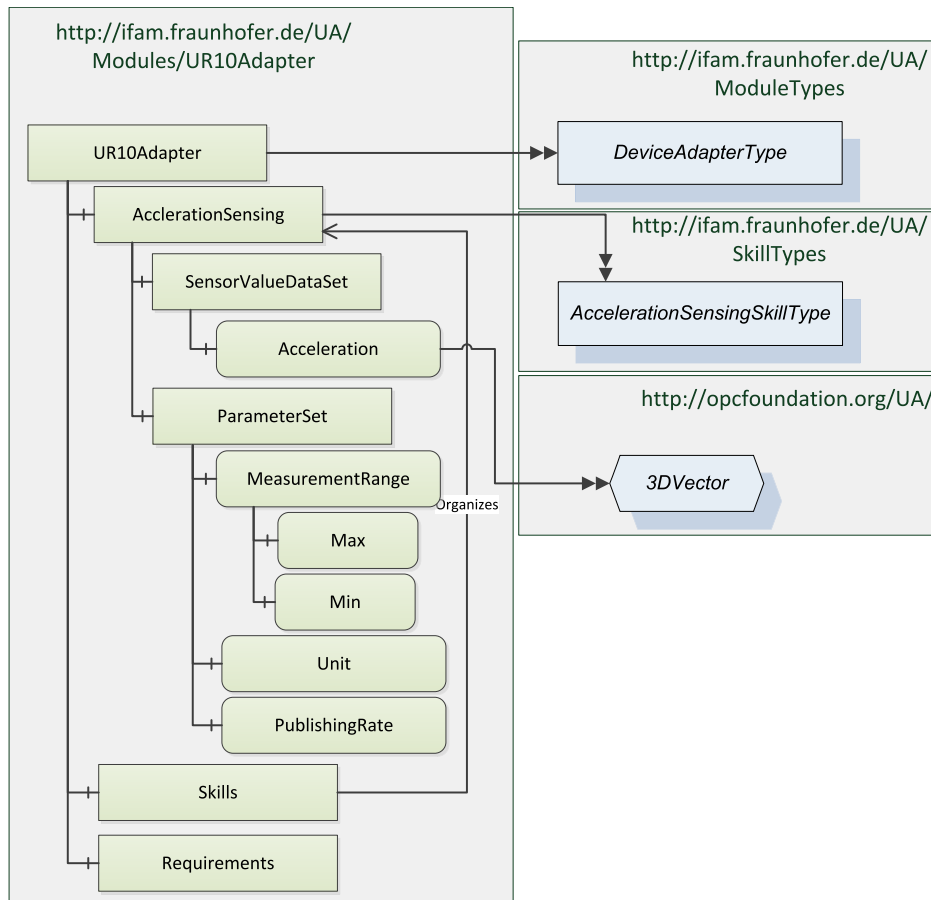 http://ifam.fraunhofer.de/UA/
Modules/UR10Adapter
UR10Adapter
AcclerationSensing
SensorValueDataSet
Acceleration
ParameterSet
MeasurementRange
Organizes
Max
Min
Unit
PublishingRate
Skills
Requirements
http://ifam.fraunhofer.de/UA/
ModuleTypes
DeviceAdapterType
http://ifam.fraunhofer.de/UA/
SkillTypes
AccelerationSensingSkillType
http://opcfoundation.org/UA/
3DVector